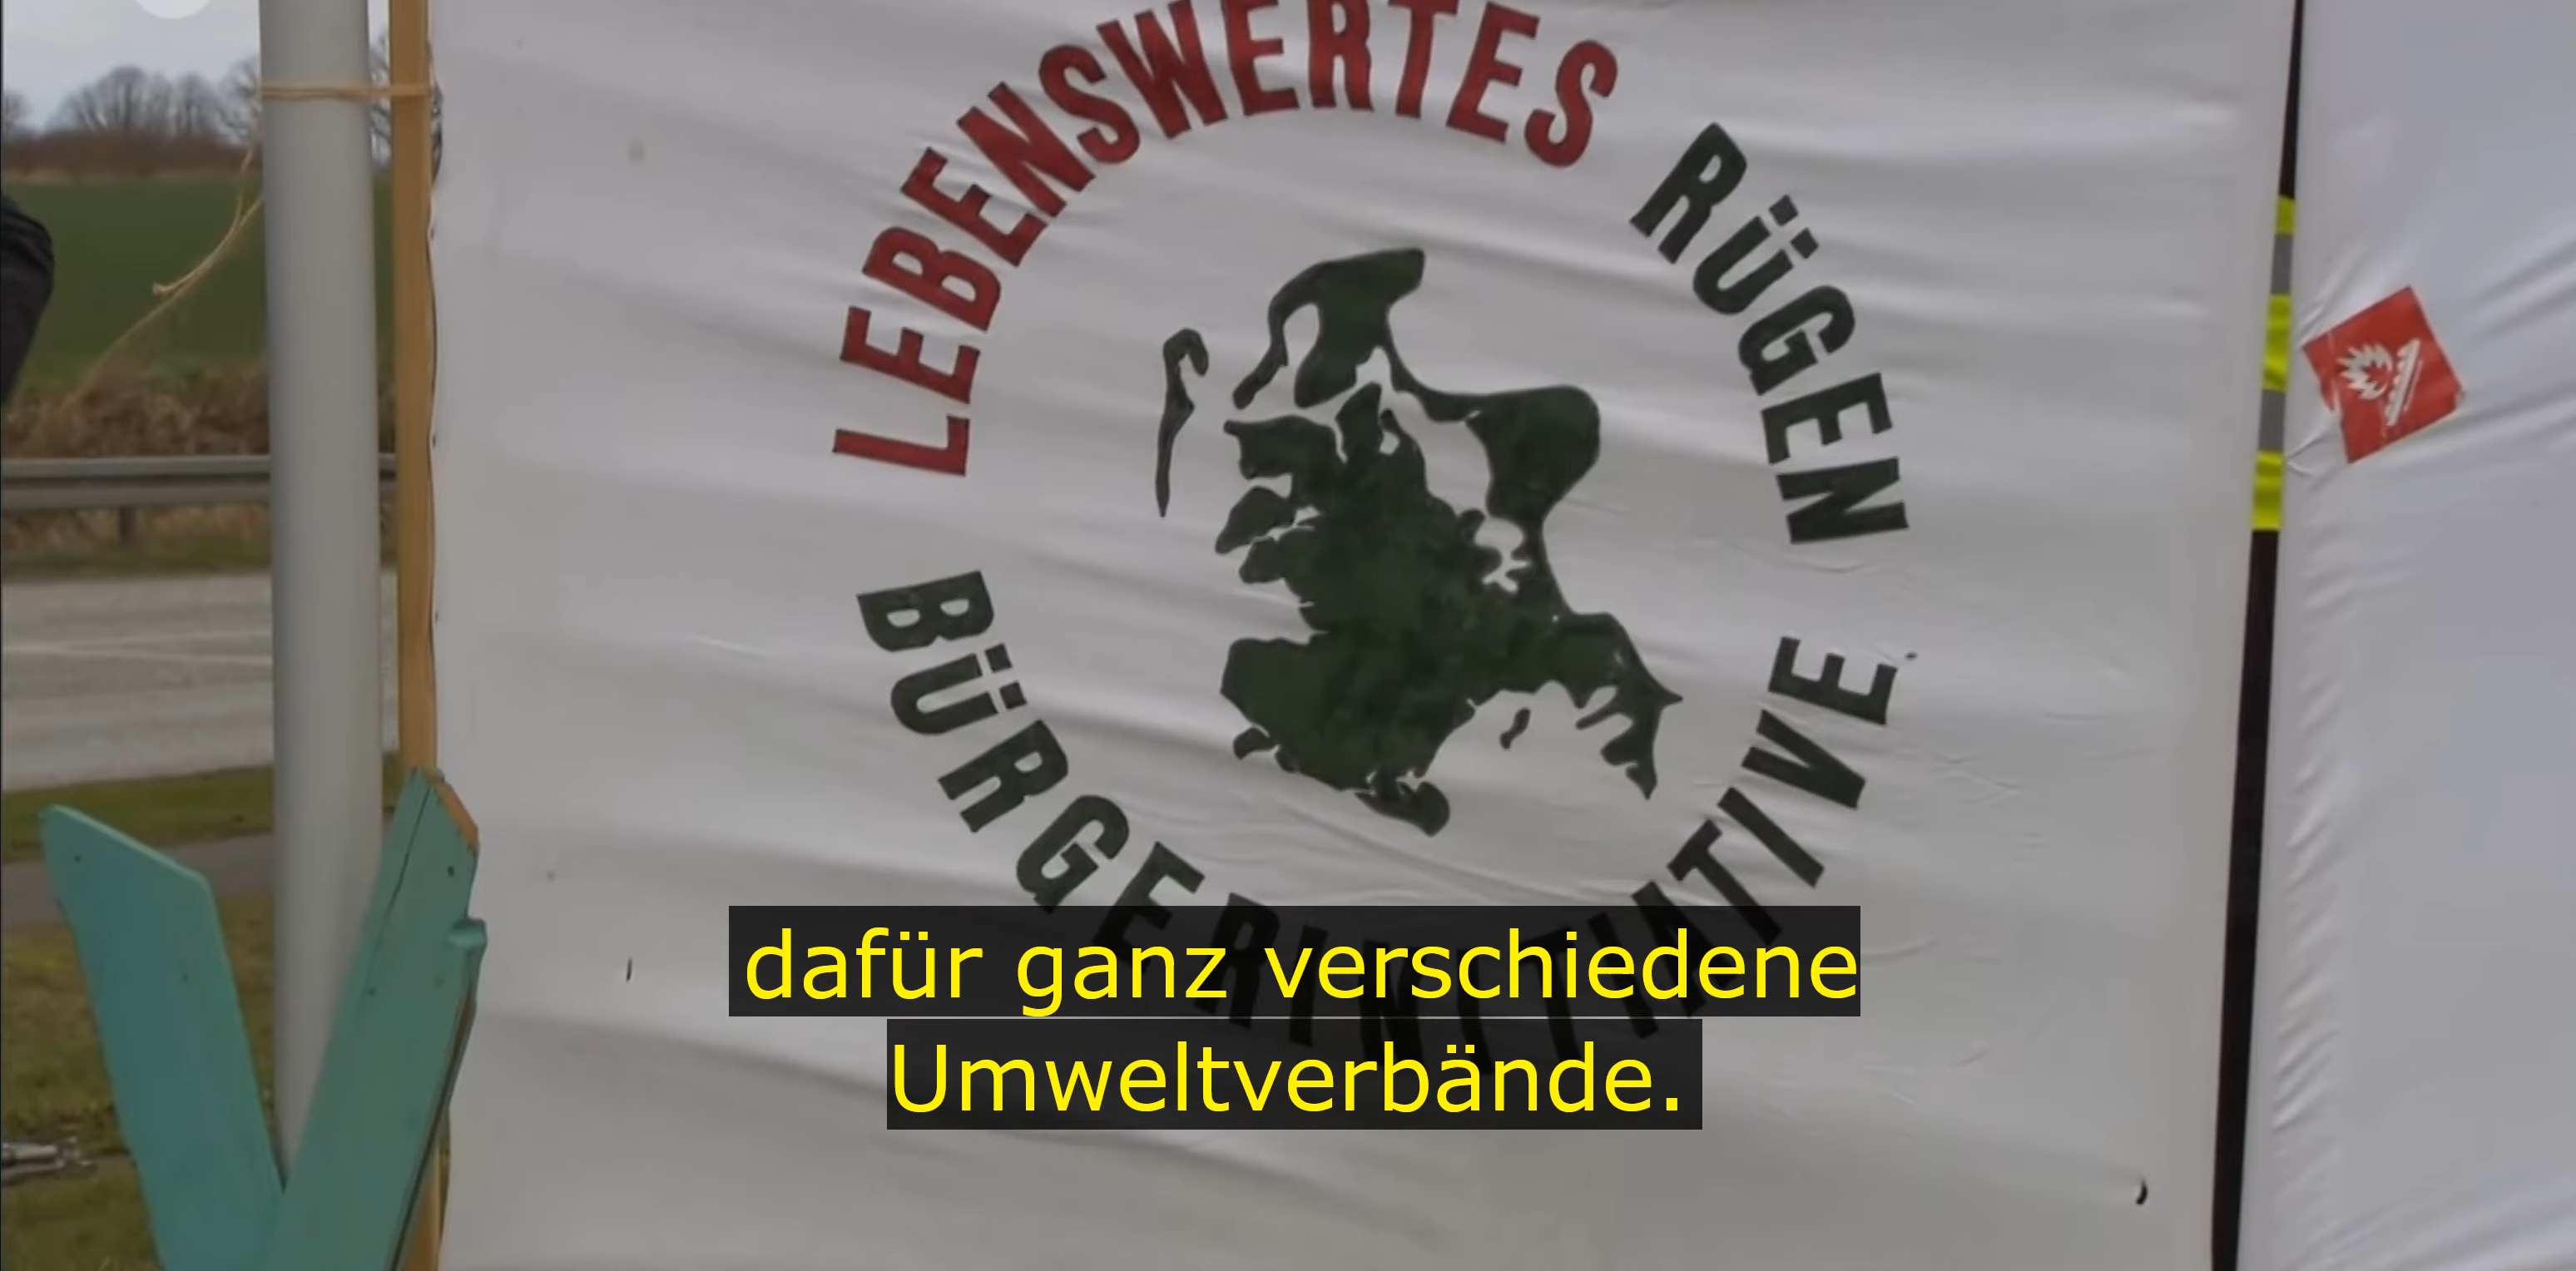 LEBENSWERTES RÜGEN
BÜRGERINITIATIVE
dafür ganz verschiedene
Umweltverbände.